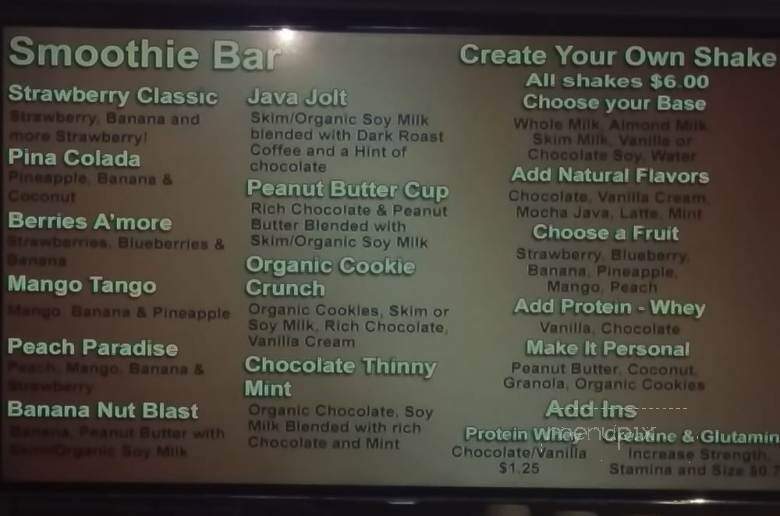 Smoothie Bar
Strawberry Classic
Strawberry, Banana and
more Strawberry!
Pina Colada
Pineapple, Banana &
Coconut
Berries A'more
Strawberries, Blueberries &
Banana
Mango Tango
Mango, Banana & Pineapple
Peach Paradise
Peach, Mango, Banana &
Strawberry
Banana Nut Blast
Banana, Peanut Butter with
Skim/Organic Soy Milk
Java Jolt
Skim/Organic Soy Milk
blended with Dark Roast
Coffee and a Hint of
chocolate
Peanut Butter Cup
Rich Chocolate & Peanut
Butter Blended with
Skim/Organic Soy Milk
Organic Cookie
Crunch
Organic Cookies, Skim or
Soy Milk, Rich Chocolate,
Vanilla Cream
Chocolate Thinny
Mint
Organic Chocolate, Soy
Milk Blended with rich
Chocolate and Mint
Create Your Own Shake
All shakes $6.00
Choose your Base
Whole Milk, Almond Milk,
Skim Milk, Vanilla or
Chocolate Soy, Water
Add Natural Flavors
Chocolate, Vanilla Cream,
Mocha Java, Latte, Mint
Choose a Fruit
Strawberry, Blueberry,
Banana, Pineapple,
Mango, Peach
Add Protein - Whey
Vanilla, Chocolate
Make It Personal
Peanut Butter, Coconut,
Granola, Organic Cookies
Add Ins
Protein Whey
Chocolate/Vanilla
$1.25
Creatine & Glutamin
Increase Strength,
Stamina and Size
menupix